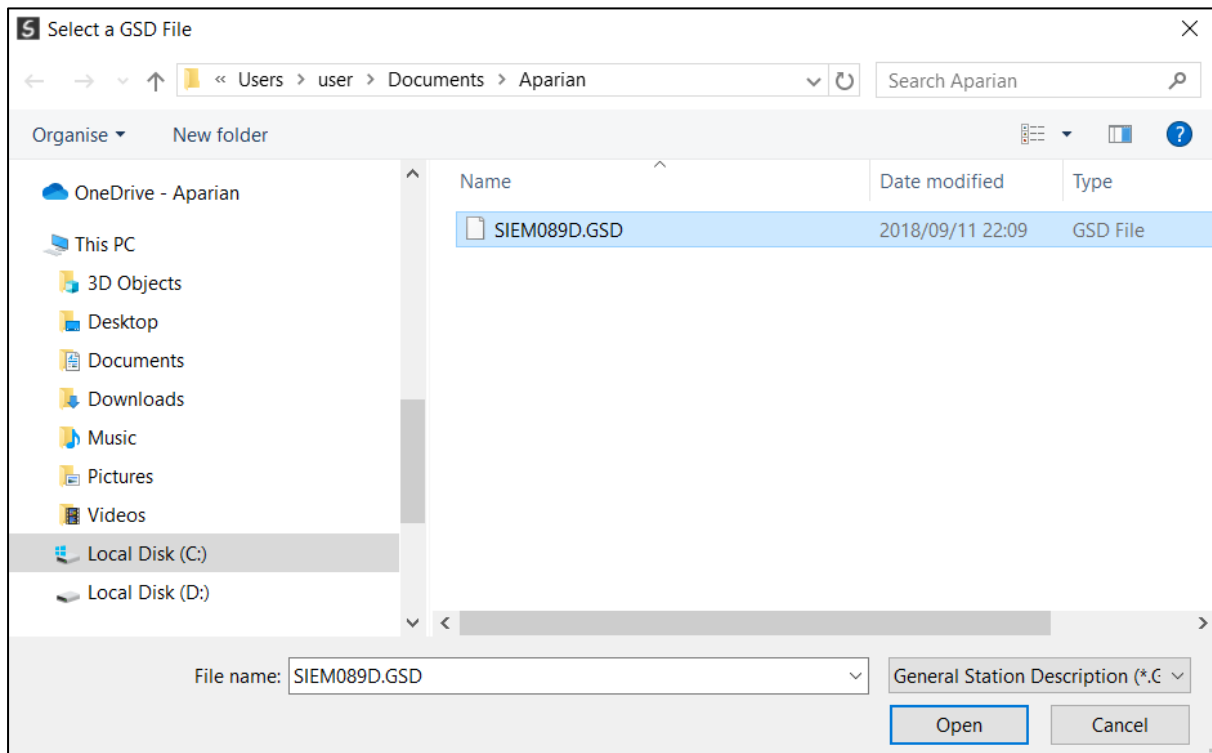 Select a GSD File
« Users > user > Documents > Aparian
Search Aparian
Organise
New folder
?
Name
Date modified
Type
OneDrive - Aparian
SIEM089D.GSD
2018/09/11 22:09
GSD File
This PC
3D Objects
Desktop
Documents
Downloads
Music
Pictures
Videos
Local Disk (C:)
Local Disk (D:)
File name:
SIEM089D.GSD
General Station Description (*.G
Open
Cancel